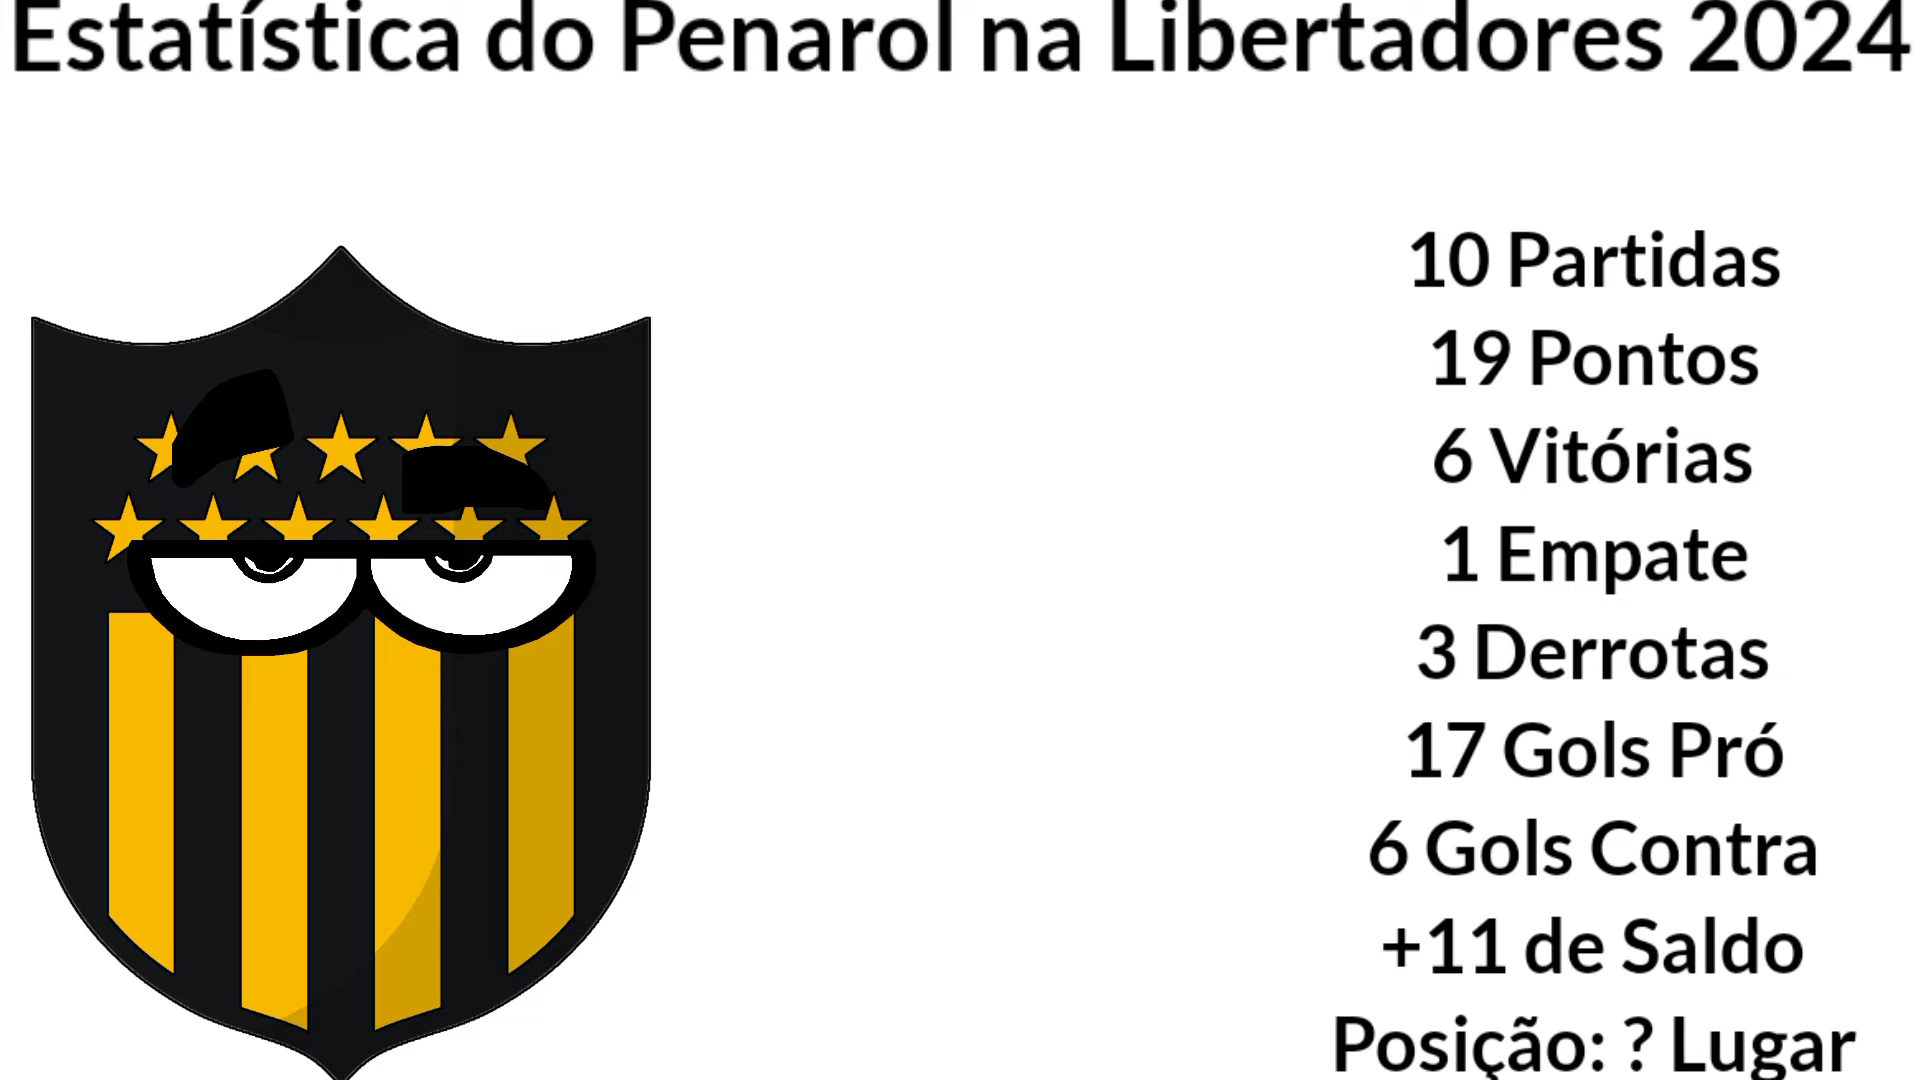 Estatística do Penarol na Libertadores 2024
10 Partidas
19 Pontos
6 Vitórias
1 Empate
3 Derrotas
17 Gols Pró
6 Gols Contra
+11 de Saldo
Posição: ? Lugar